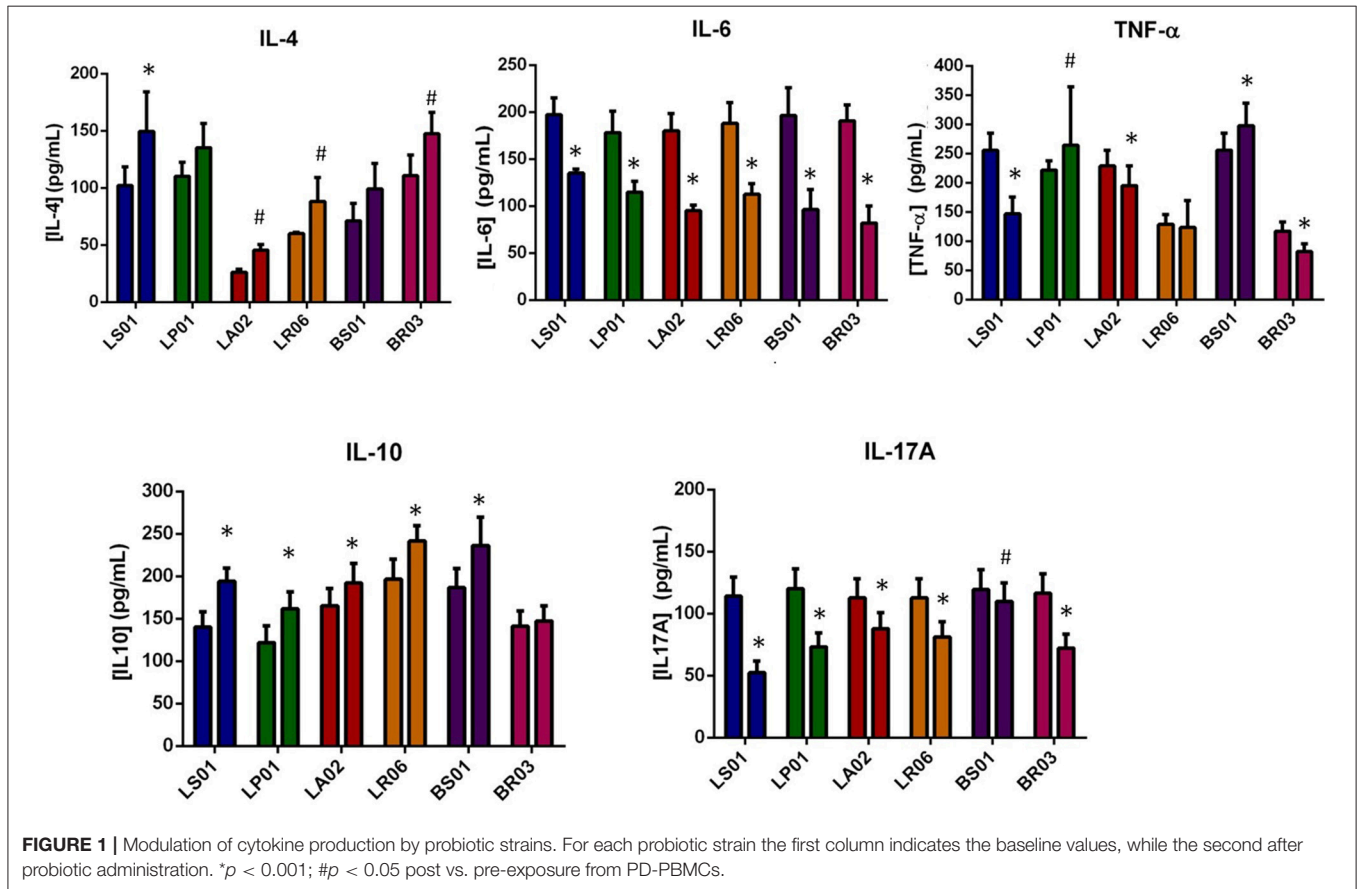 IL-4
[IL-4](pg/mL)
200
150
100
50
0
*
#
#
#
LS01
LP01
LA02
LR06
BS01
BR03
IL-6
[IL-6] (pg/mL)
250
200
150
100
50
0
*
*
*
*
*
*
LS01
LP01
LA02
LR06
BS01
BR03
TNF-α
[TNF-α] (pg/mL)
400
350
300
250
200
150
100
50
0
*
#
*
*
*
LS01
LP01
LA02
LR06
BS01
BR03
IL-10
[IL10] (pg/mL)
300
250
200
150
100
50
0
*
*
*
*
*
LS01
LP01
LA02
LR06
BS01
BR03
IL-17A
[IL17A] (pg/mL)
200
150
100
50
0
*
*
*
*
#
*
LS01
LP01
LA02
LR06
BS01
BR03
FIGURE 1 | Modulation of cytokine production by probiotic strains. For each probiotic strain the first column indicates the baseline values, while the second after
probiotic administration. *p < 0.001; #p < 0.05 post vs. pre-exposure from PD-PBMCs.